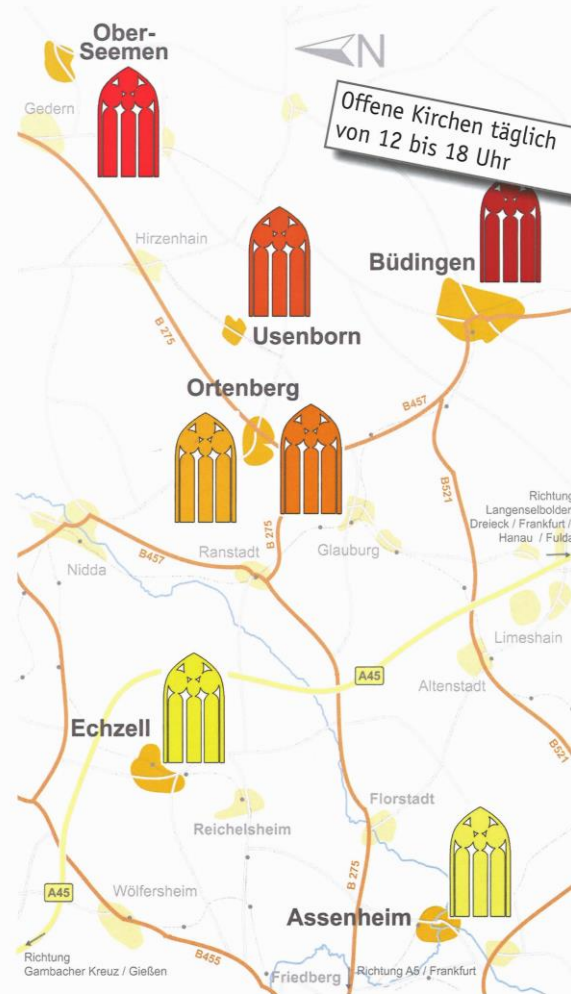 Ober-
Seemen
N
Offene Kirchen täglich
von 12 bis 18 Uhr
Gedern
Hirzenhain
Büdingen
B 275
Usenborn
Ortenberg
B457
B521
Richtung
Dreieck / Frankfurt /
Hanau / Fulda
B 275
Glauburg
Ranstadt
B457
Nidda
Limeshain
A45
Altenstadt
Echzell
B521
Florstadt
Reichelsheim
B 275
A45
Wölfersheim
Assenheim
B455
Richtung
Gambacher Kreuz / Gießen
Friedberg
Richtung A5 / Frankfurt